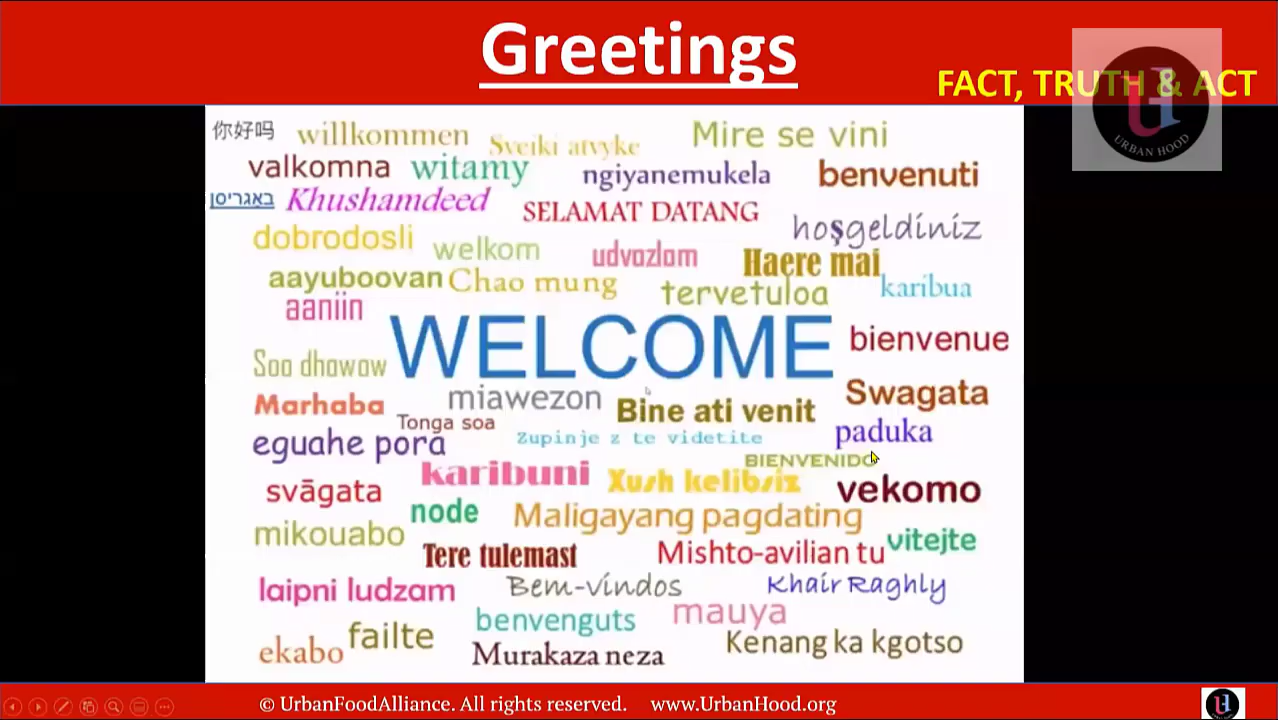 Greetings
FACT, TRUTH & ACT
URBAN HOOD
你好吗 willkommen Sveiki atvyke Mire se vini
valkomna witamy ngiyanemukela benvenuti
באגריסן Khushamdeed SELAMAT DATANG hoşgeldiniz
dobrodosli welkom udvozlom Haere mai
aayuboovan Chao mung tervetuloa karibua
aaniin
WELCOME bienvenue
Soo dhowow
Marhaba miawezon Bine ati venit Swagata
Tonga soa
eguahe pora Zupinje z te videtite paduka
BIENVENIDO
svāgata karibuni Xush kelibsiz vekomo
node Maligayang pagdating
mikouabo Tere tulemast Mishto-avilian tu vitejte
laipni ludzam Bem-vindos Khair Raghly
benvenguts mauya
ekabo failte Murakaza neza Kenang ka kgotso
© UrbanFoodAlliance. All rights reserved. www.UrbanHood.org